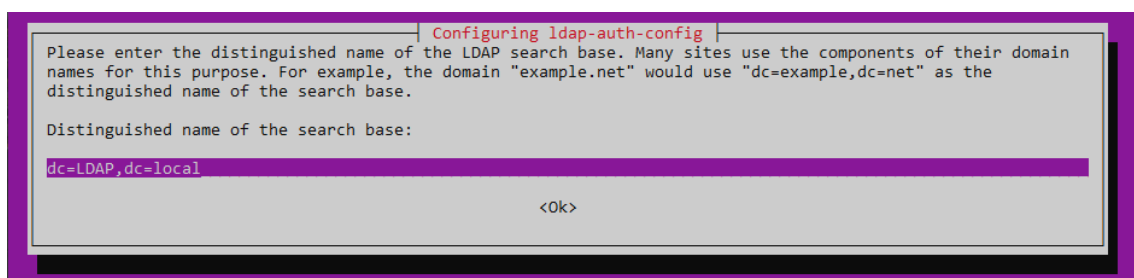 Configuring ldap-auth-config
Please enter the distinguished name of the LDAP search base. Many sites use the components of their domain
names for this purpose. For example, the domain "example.net" would use "dc=example,dc=net" as the
distinguished name of the search base.
Distinguished name of the search base:
dc=LDAP,dc=local
<Ok>